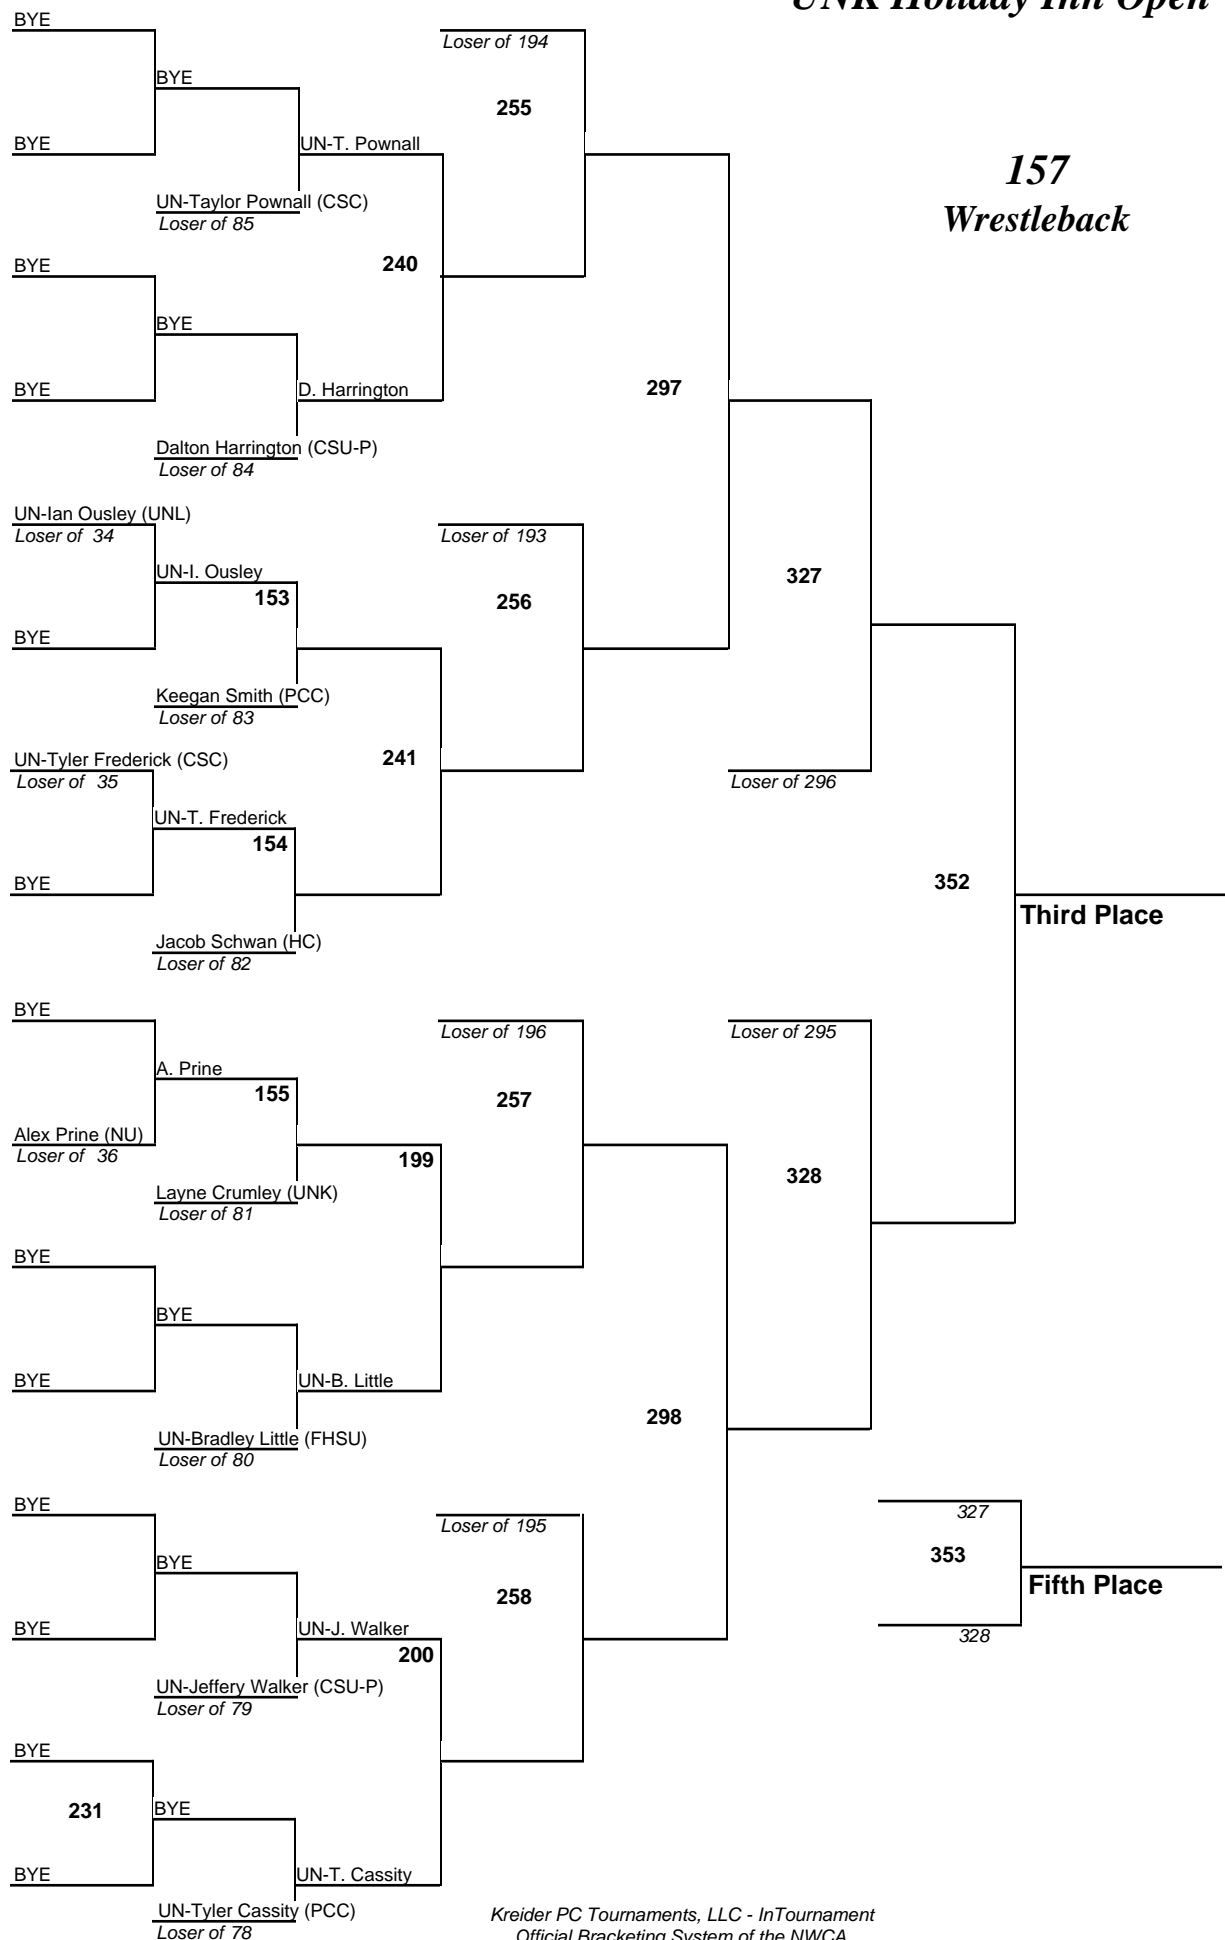 UNK Holiday Inn Open
157
Wrestleback
BYE
Loser of 194
BYE
255
BYE
UN-T. Pownall
UN-Taylor Pownall (CSC)
Loser of 85
BYE
240
BYE
BYE
D. Harrington
297
Dalton Harrington (CSU-P)
Loser of 84
UN-Ian Ousley (UNL)
Loser of 34
Loser of 193
UN-I. Ousley
153
256
327
BYE
Keegan Smith (PCC)
Loser of 83
UN-Tyler Frederick (CSC)
Loser of 35
241
Loser of 296
UN-T. Frederick
154
BYE
352
Third Place
Jacob Schwan (HC)
Loser of 82
BYE
Loser of 196
Loser of 295
A. Prine
155
257
Alex Prine (NU)
Loser of 36
199
328
Layne Crumley (UNK)
Loser of 81
BYE
BYE
BYE
UN-B. Little
298
UN-Bradley Little (FHSU)
Loser of 80
BYE
Loser of 195
327
BYE
353
258
Fifth Place
BYE
UN-J. Walker
200
328
UN-Jeffery Walker (CSU-P)
Loser of 79
BYE
231
BYE
BYE
UN-T. Cassity
UN-Tyler Cassity (PCC)
Loser of 78
Kreider PC Tournaments, LLC - InTournament
Official Bracketing System of the NWCA